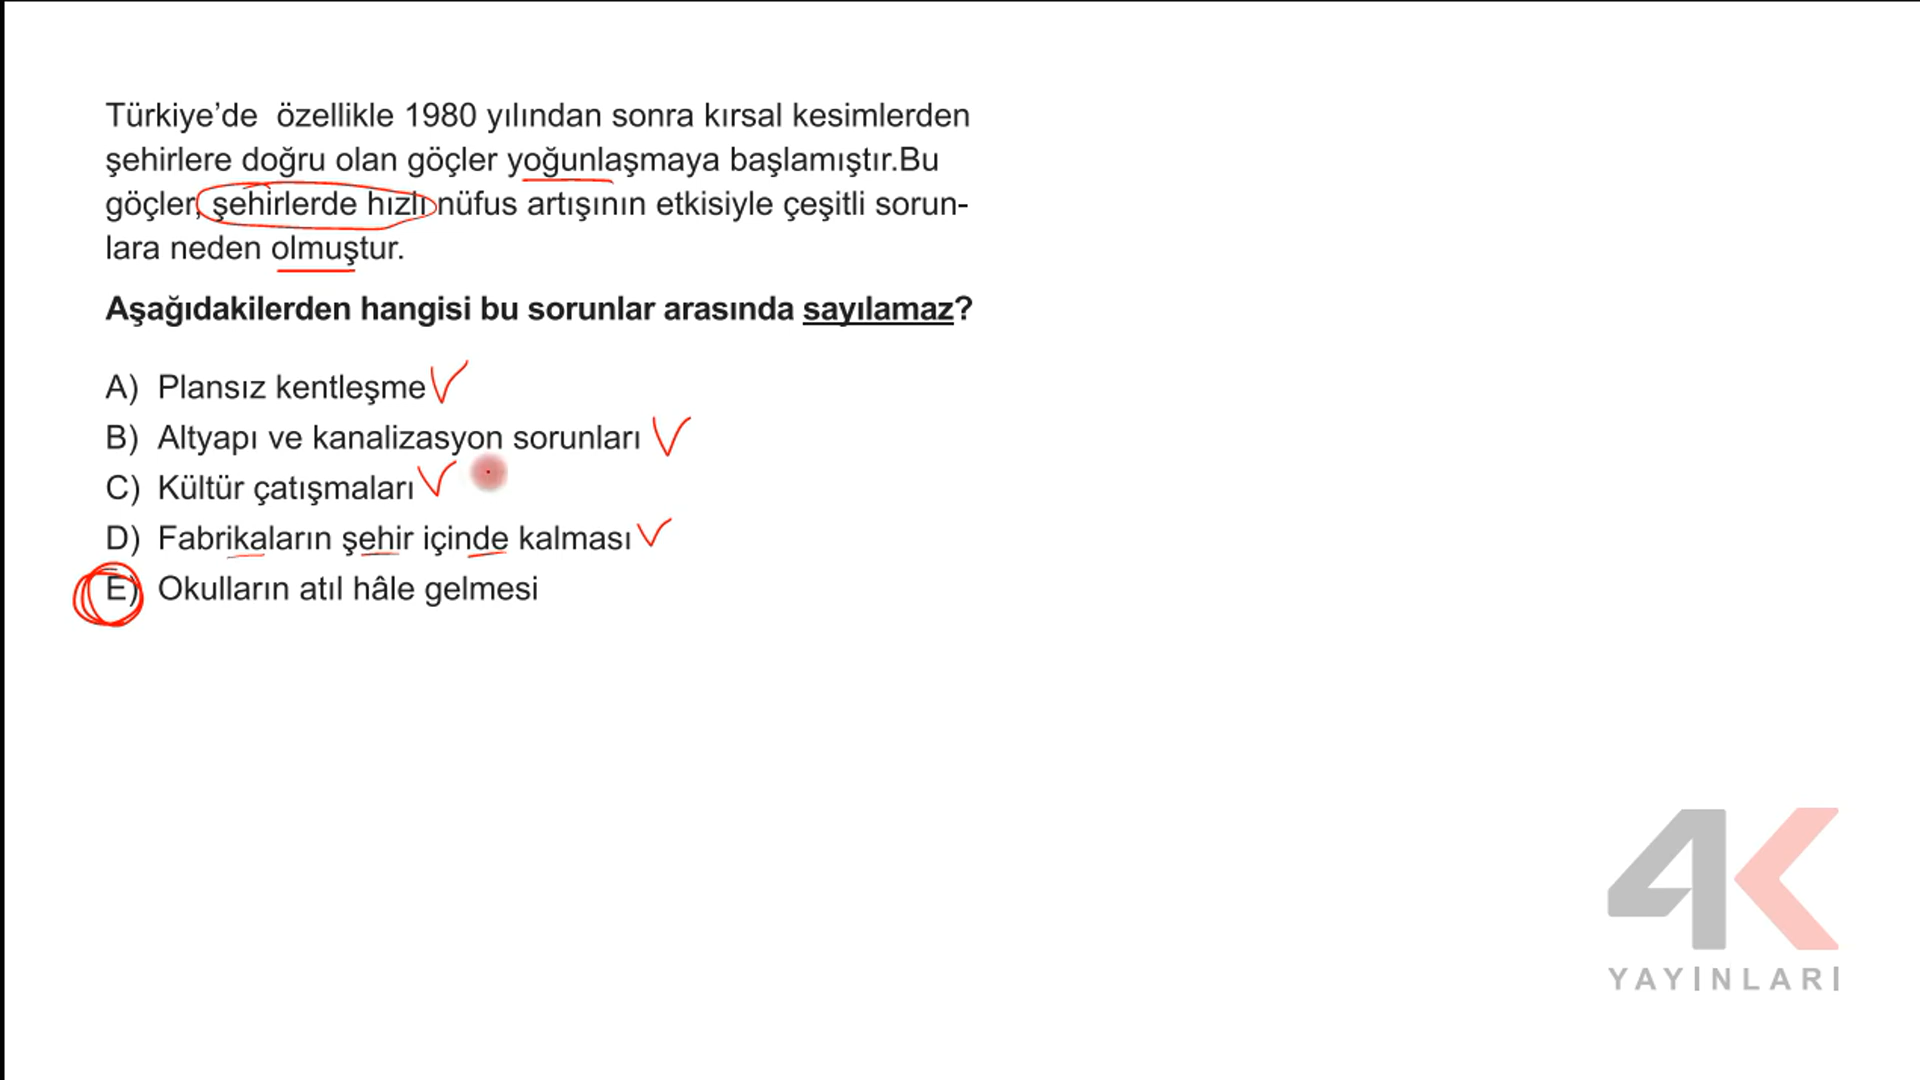 Türkiye’de özellikle 1980 yılından sonra kırsal kesimlerden
şehirlere doğru olan göçler yoğunlaşmaya başlamıştır.Bu
göçler, şehirlerde hızlı nüfus artışının etkisiyle çeşitli sorun-
lara neden olmuştur.
Aşağıdakilerden hangisi bu sorunlar arasında sayılamaz?
A) Plansız kentleşme
B) Altyapı ve kanalizasyon sorunları
C) Kültür çatışmaları
D) Fabrikaların şehir içinde kalması
E) Okulların atıl hâle gelmesi
4K
YAYINLARI